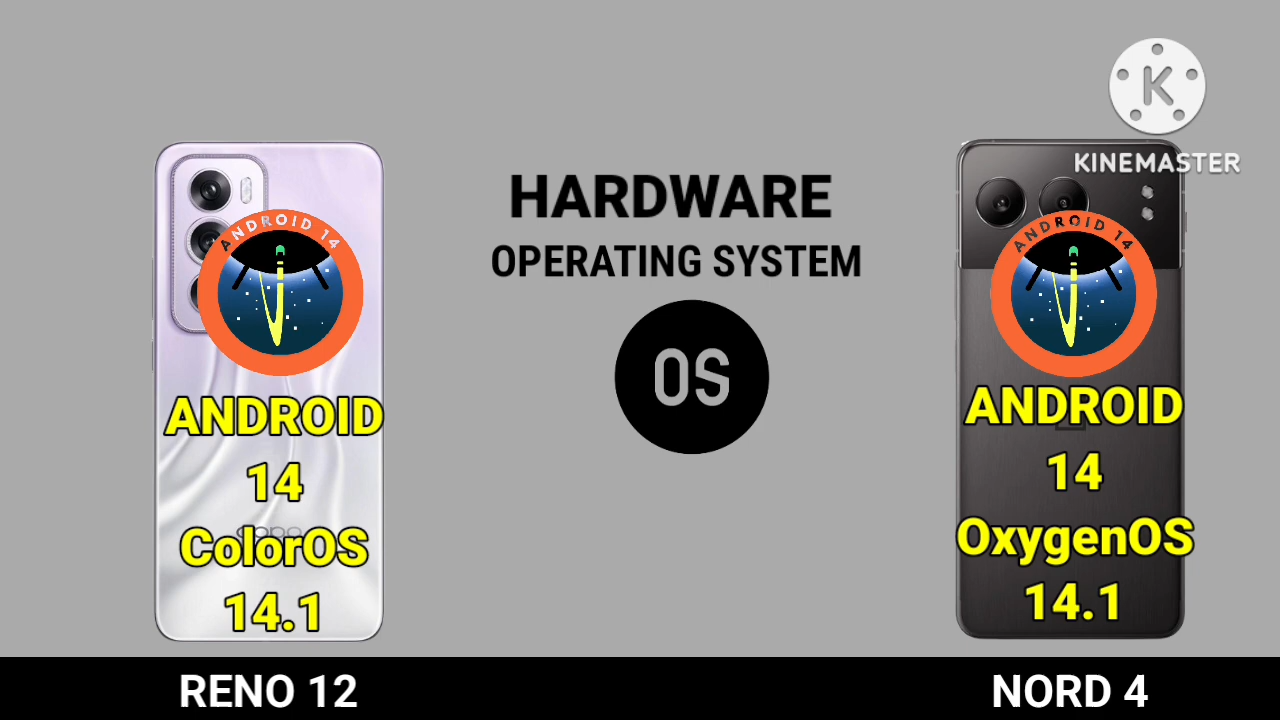 K
KINEMASTER
HARDWARE
OPERATING SYSTEM
OS
ANDROID 14
ANDROID
14
ColorOS
14.1
oppo
ANDROID 14
ANDROID
14
OxygenOS
14.1
RENO 12
NORD 4